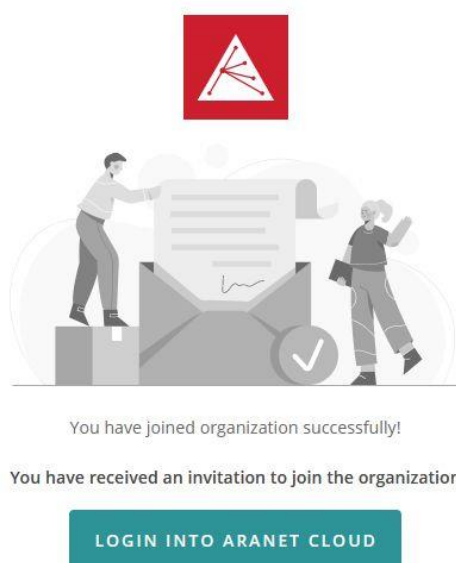 You have joined organization successfully!
You have received an invitation to join the organization
LOGIN INTO ARANET CLOUD